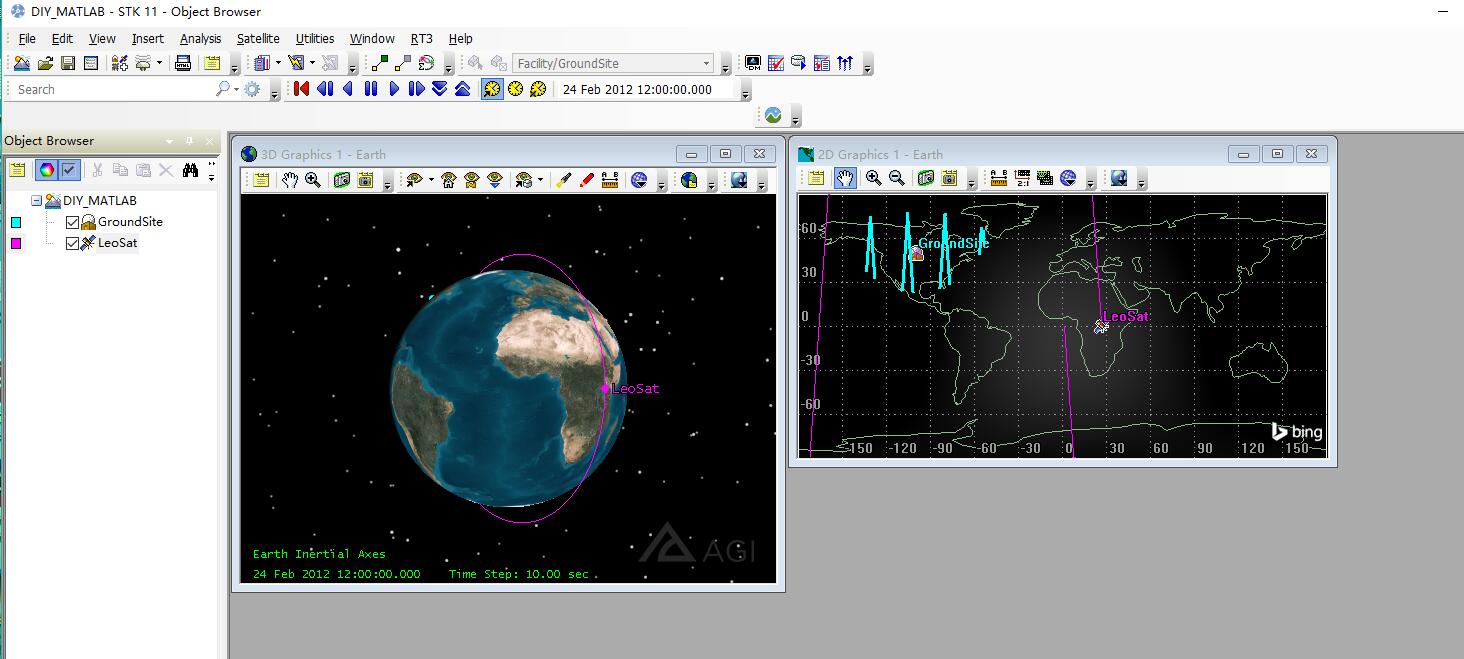 DIY_MATLAB - STK 11 - Object Browser
File Edit View Insert Analysis Satellite Utilities Window RT3 Help
Facility/GroundSite
Search
24 Feb 2012 12:00:00.000
Object Browser
3D Graphics 1 - Earth
2D Graphics 1 - Earth
DIY_MATLAB
GroundSite
LeoSat
LeoSat
Earth Inertial Axes
24 Feb 2012 12:00:00.000 Time Step: 10.00 sec
AGI
60
GroundSite
30
0
LeoSat
-30
-60
bing
-150 -120 -90 -60 -30 0 30 60 90 120 150